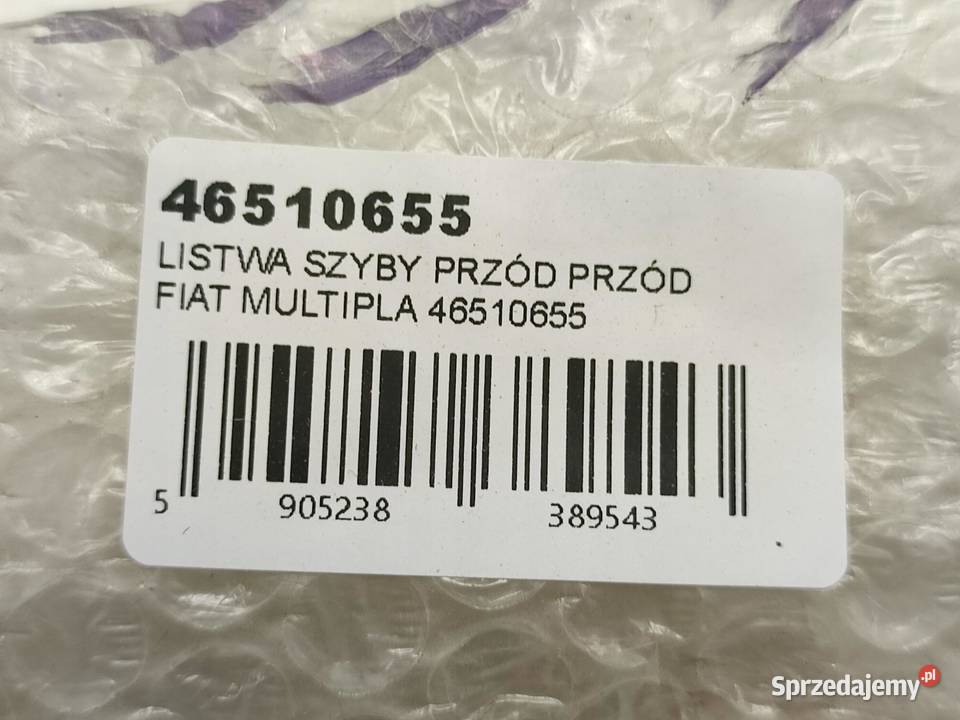 46510655
LISTWA SZYBY PRZÓD PRZÓD
FIAT MULTIPLA 46510655
5 905238 389543
Sprzedajemy.pl